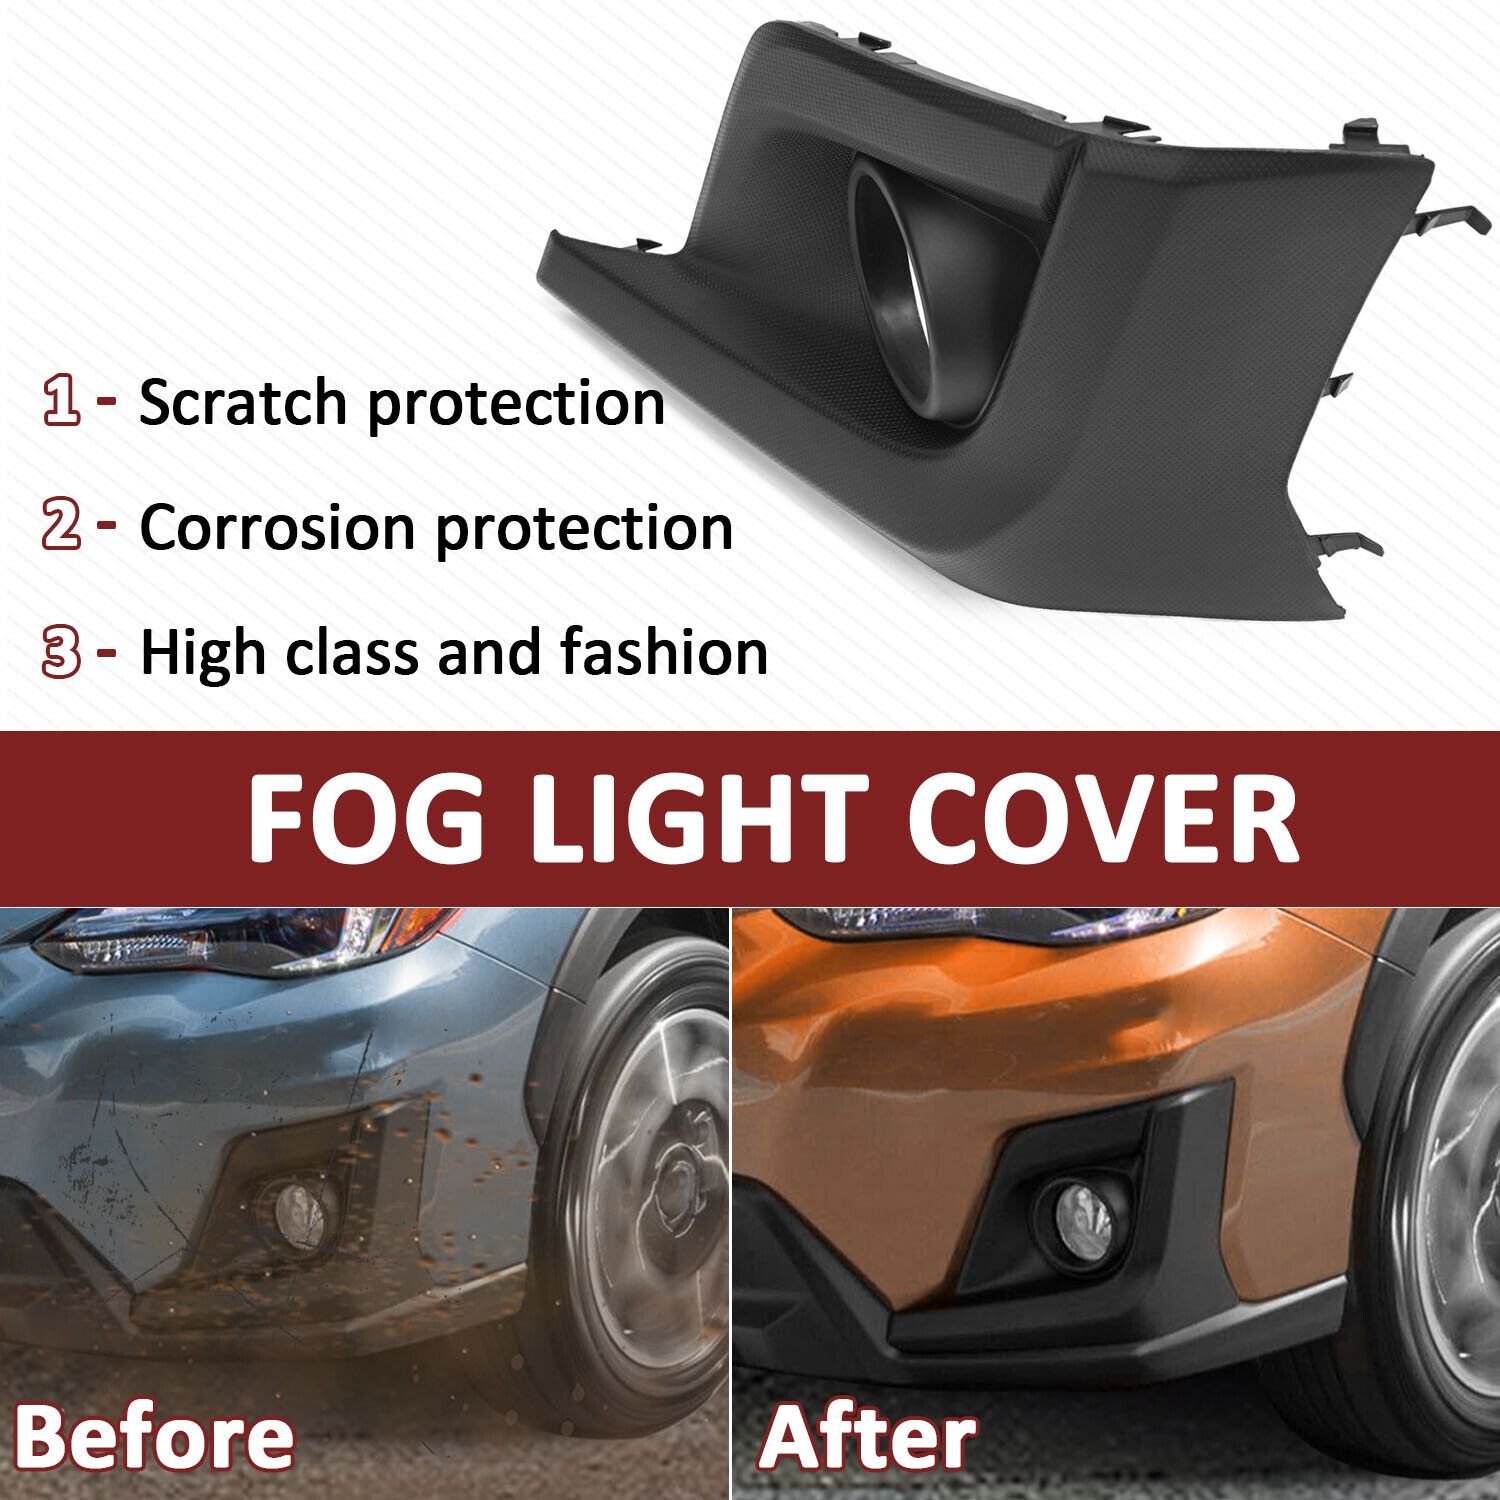 1 - Scratch protection
2 - Corrosion protection
3 - High class and fashion
FOG LIGHT COVER
Before
After